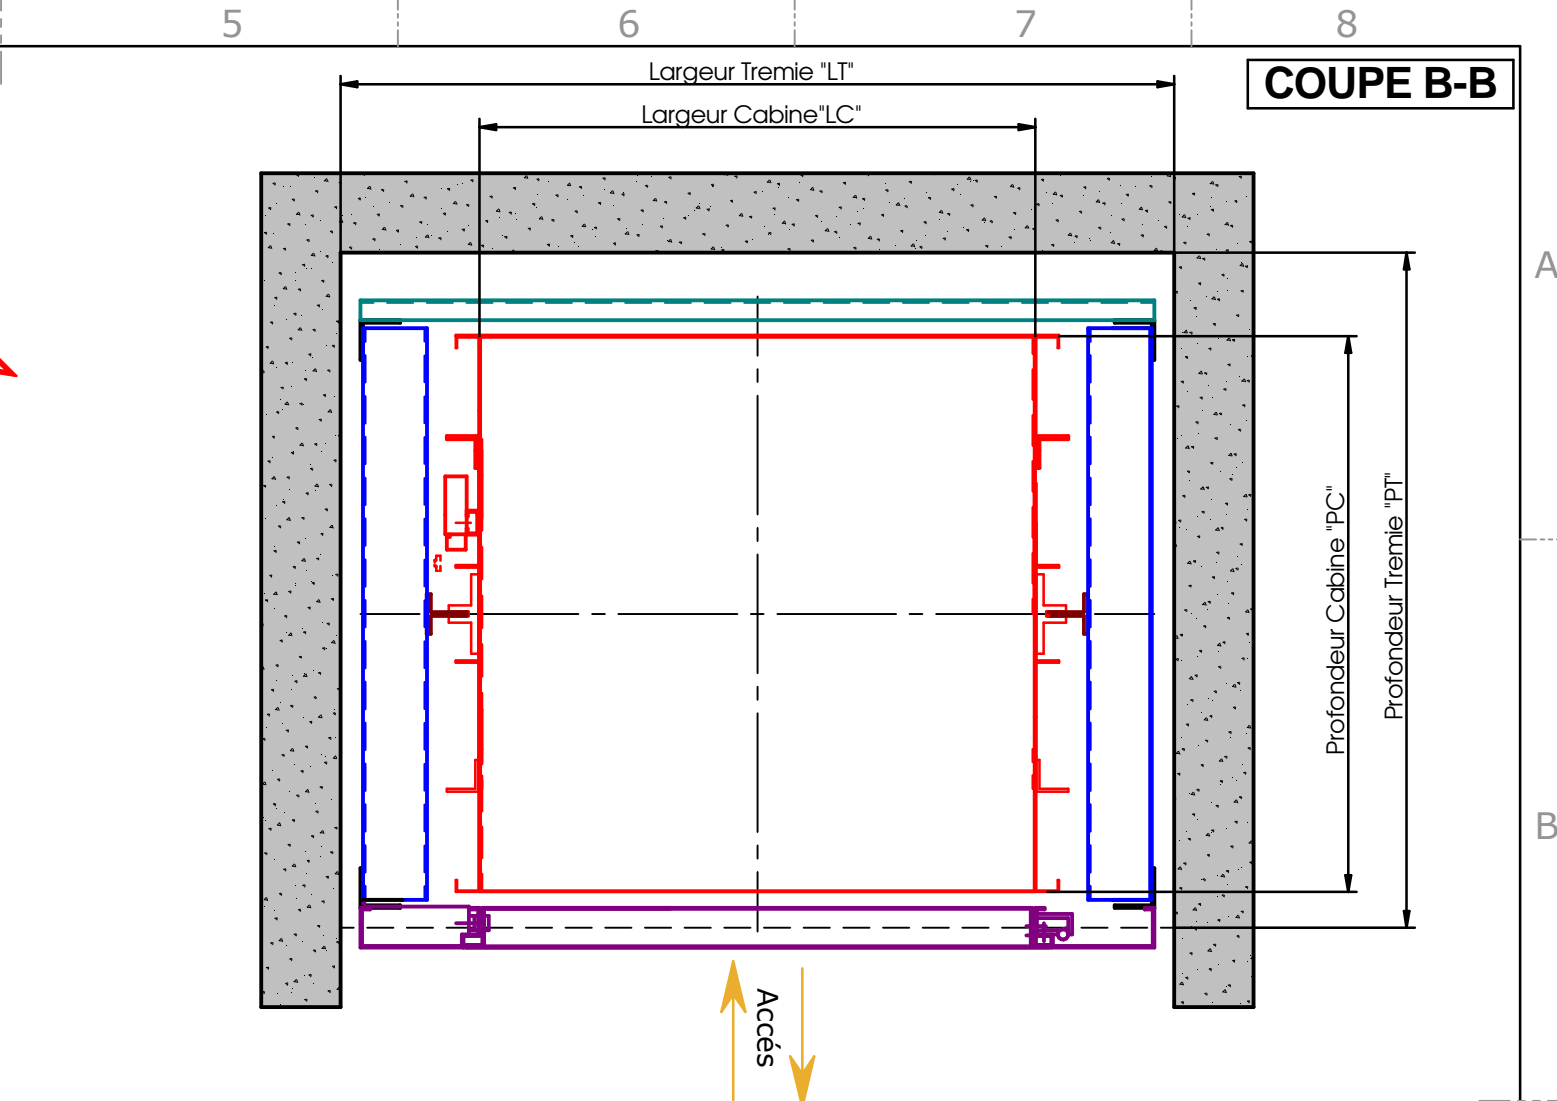 5 6 7 8
COUPE B-B
Largeur Tremie "LT"
Largeur Cabine"LC"
A
Profondeur Cabine "PC"
Profondeur Tremie "PT"
B
Accés